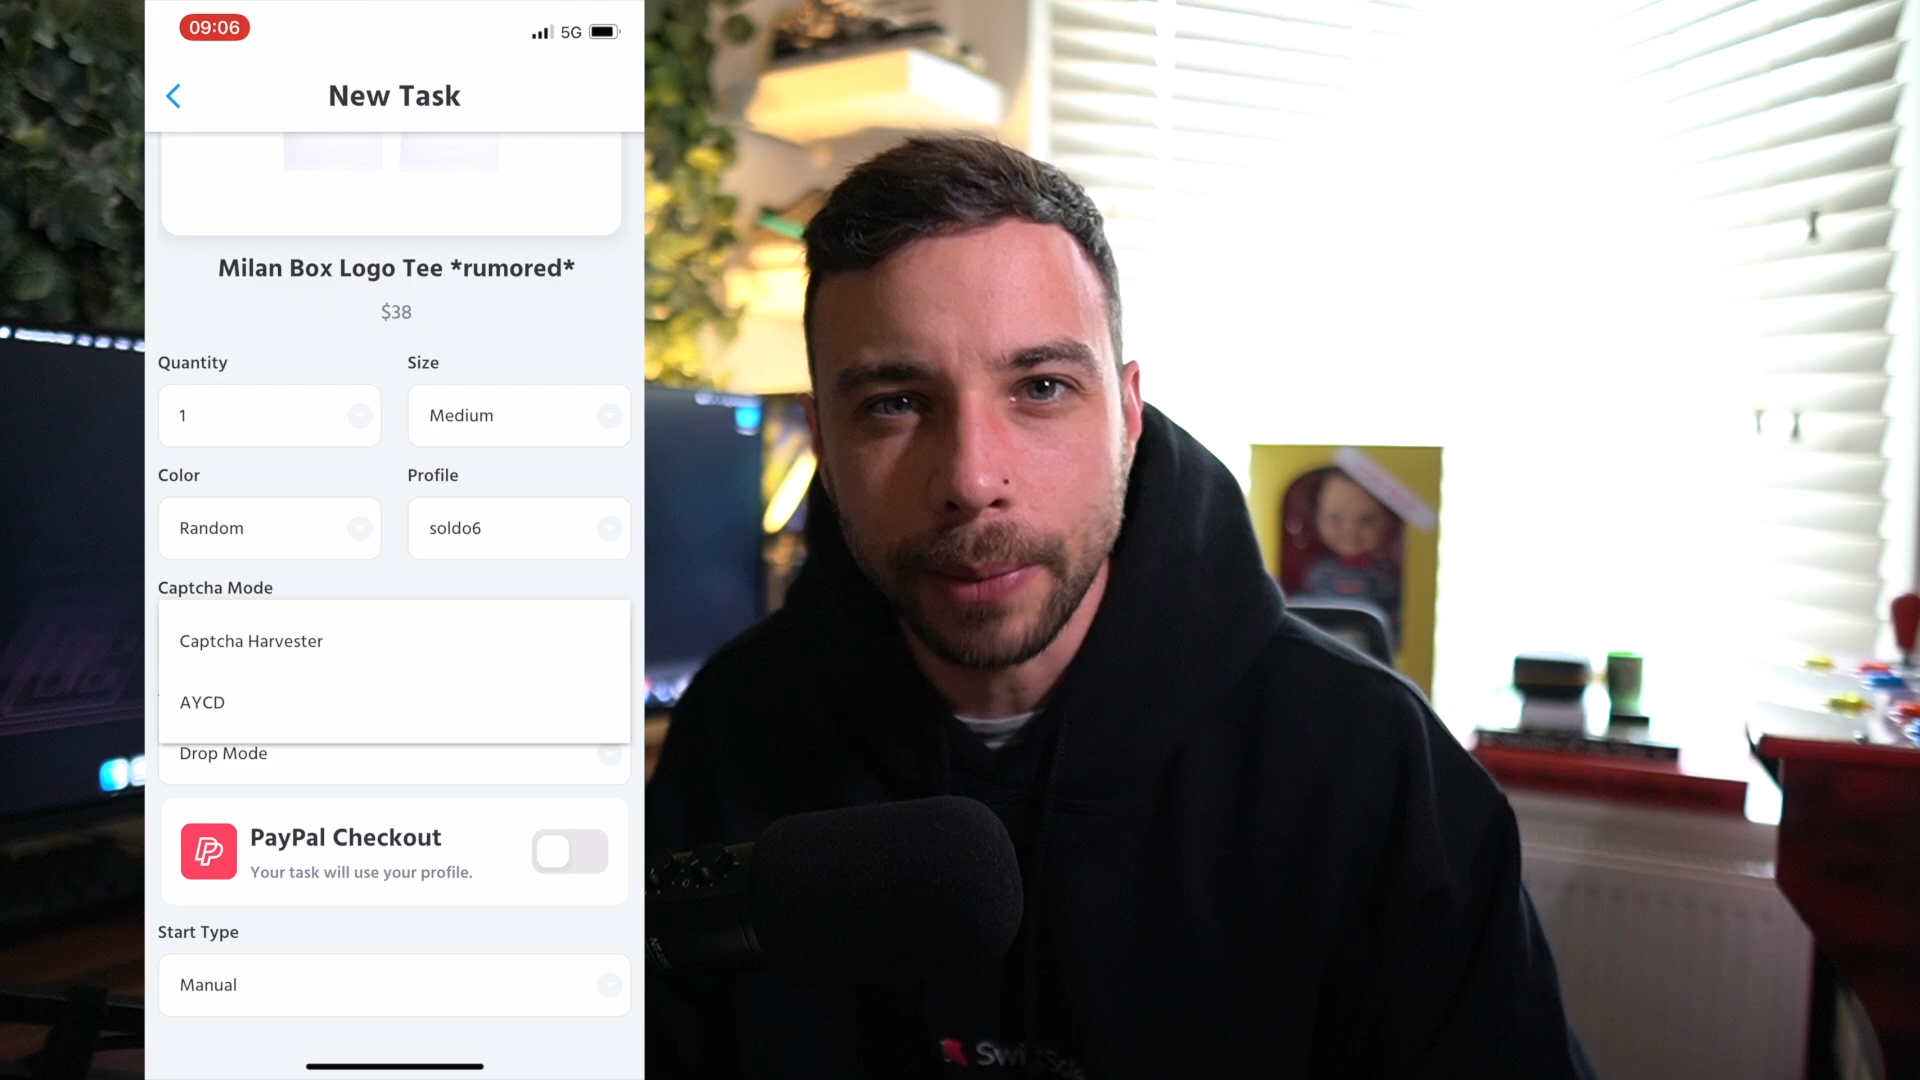 09:06
5G
New Task
Milan Box Logo Tee *rumored*
$38
Quantity
Size
1
Medium
Color
Profile
Random
soldo6
Captcha Mode
Captcha Harvester
AYCD
Drop Mode
PayPal Checkout
Your task will use your profile.
Start Type
Manual